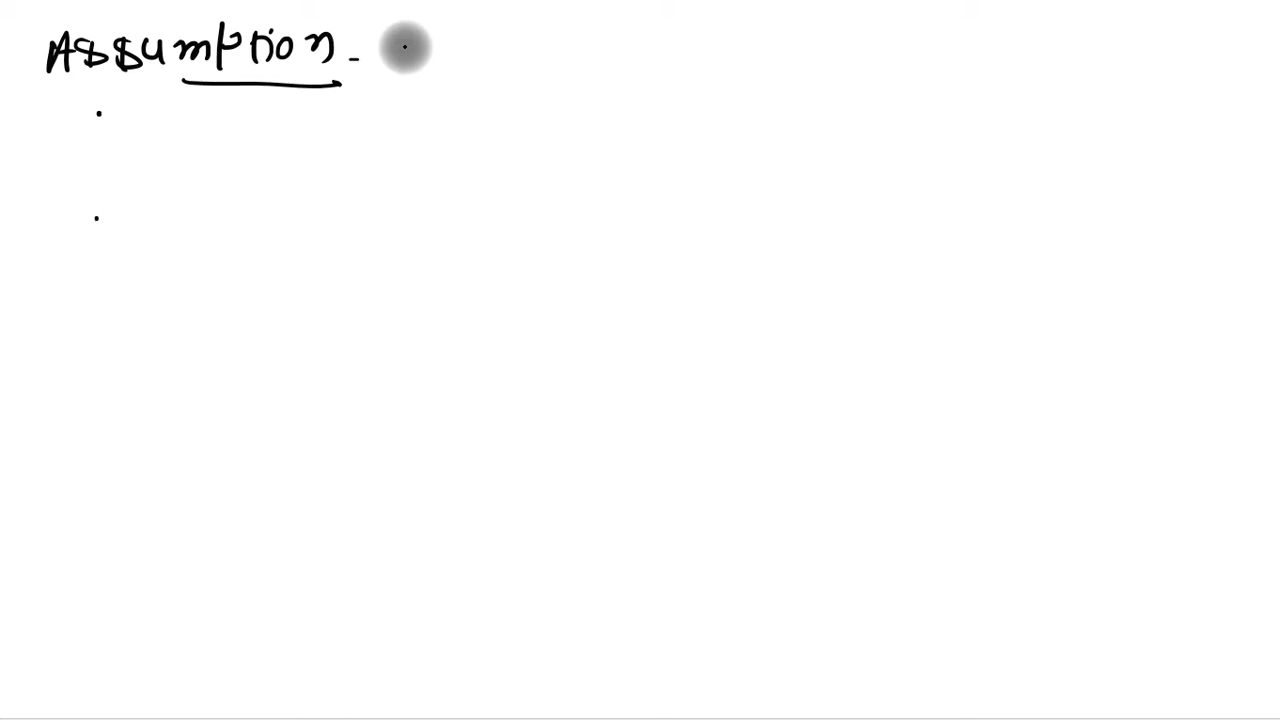 Assumption -
.
.